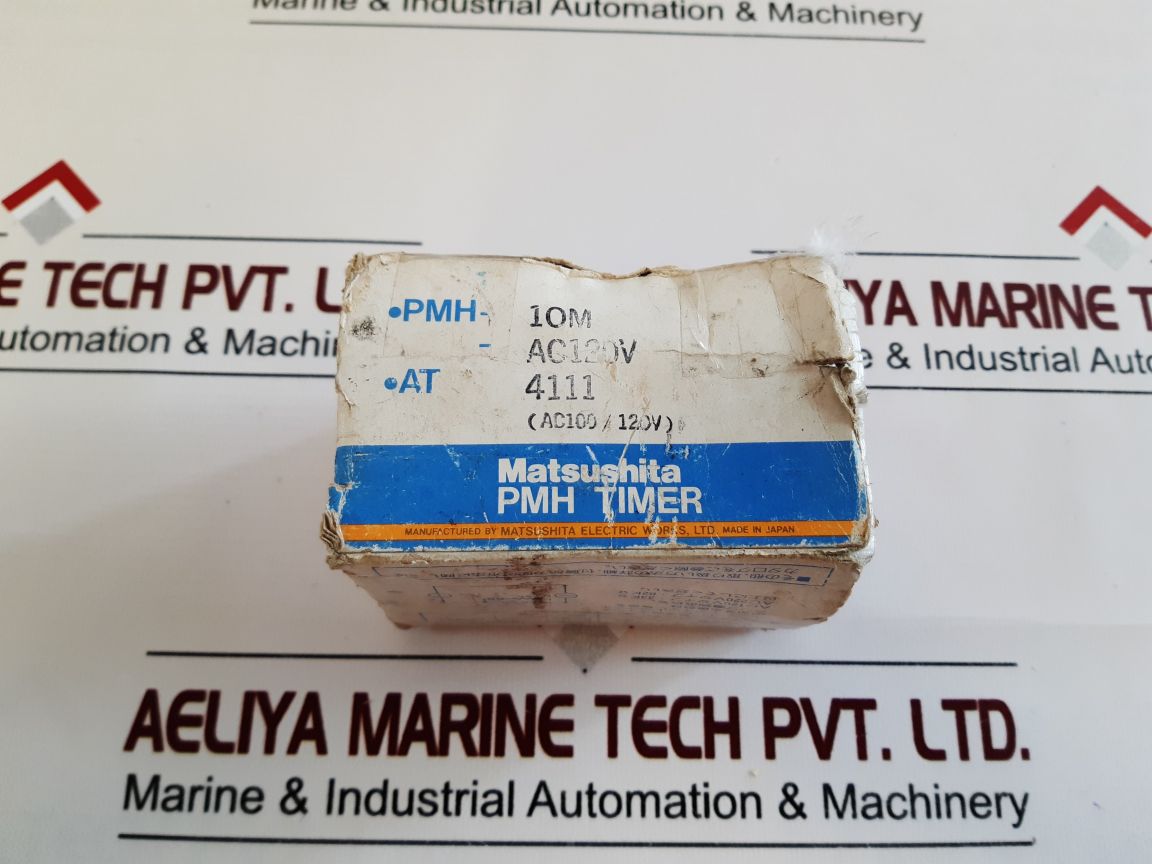 Marine & Industrial Automation & Machinery
E TECH PVT. L
utomation & Machi
IYA MARINE T
e & Industrial Auto
•PMH- 10M
- AC120V
•AT 4111
(AC100/120V)
Matsushita
PMH TIMER
MANUFACTURED BY MATSUSHITA ELECTRIC WORKS, LTD. MADE IN JAPAN
AELIYA MARINE TECH PVT. LTD.
Marine & Industrial Automation & Machinery